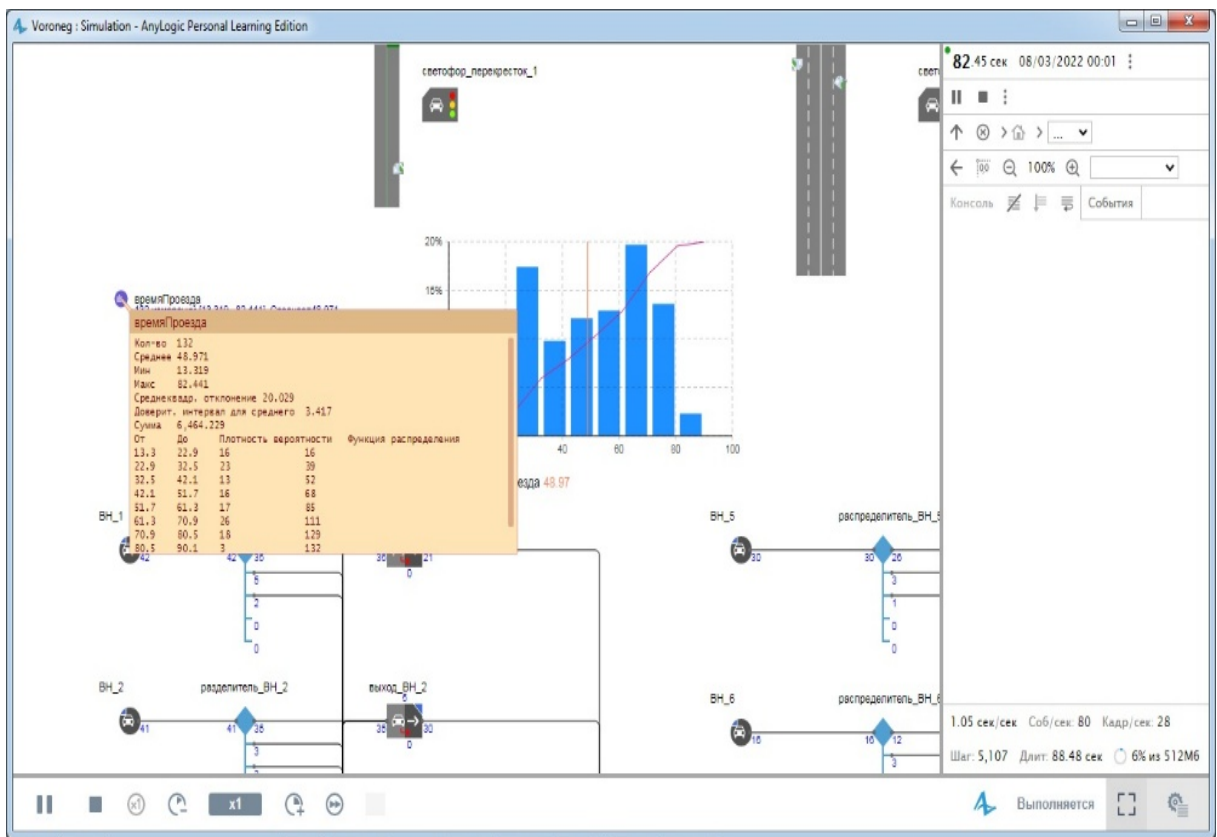 Voroneg : Simulation - AnyLogic Personal Learning Edition
светофор_перекресток_1
свет
82.45 сек 08/03/2022 00:01
...
100%
Консоль События
20%
15%
40 60 80 100
езда 48.97
времяПроезда
времяПроезда
Кол-во 132
Среднее 48.971
Мин 13.319
Макс 82.441
Среднеквадр. отклонение 20.029
Доверит. интервал для среднего 3.417
Сумма 6,464.229
От До Плотность вероятности Функция распределения
13.3 22.9 16 16
22.9 32.5 23 39
32.5 42.1 13 52
42.1 51.7 16 68
51.7 61.3 17 85
61.3 70.9 26 111
70.9 80.5 18 129
80.5 90.1 3 132
ВН_1
42 42 36 36 21
5 0
2
0
0
ВН_5 распределитель_ВН_5
30 30 26
3
1
0
0
ВН_2 разделитель_ВН_2 выход_ВН_2
6
41 41 36 36 30
3 0
ВН_6 распределитель_ВН_6
16 16 12
3
1.05 сек/сек Соб/сек: 80 Кадр/сек: 28
Шаг: 5,107 Длит: 88.48 сек 6% из 512Мб
x1 x1 Выполняется